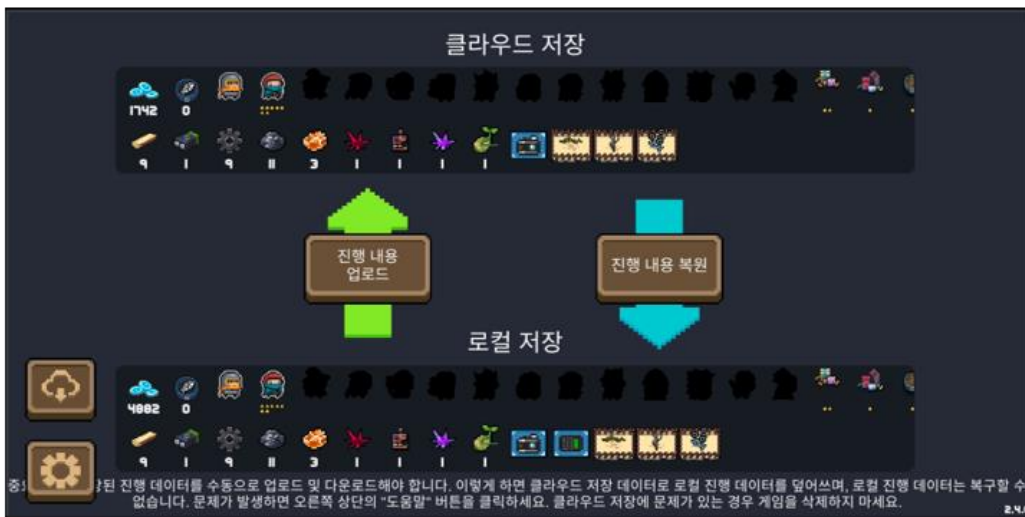 클라우드 저장
1742 0
9 1 9 11 3 1 1 1 1
진행 내용
업로드
진행 내용 복원
로컬 저장
4882 0
9 1 9 11 3 1 1 1 1
된 진행 데이터를 수동으로 업로드 및 다운로드해야 합니다. 이렇게 하면 클라우드 저장 데이터로 로컬 진행 데이터를 덮어쓰며, 로컬 진행 데이터는 복구할 수
없습니다. 문제가 발생하면 오른쪽 상단의 "도움말" 버튼을 클릭하세요. 클라우드 저장에 문제가 있는 경우 게임을 삭제하지 마세요.
2.4.